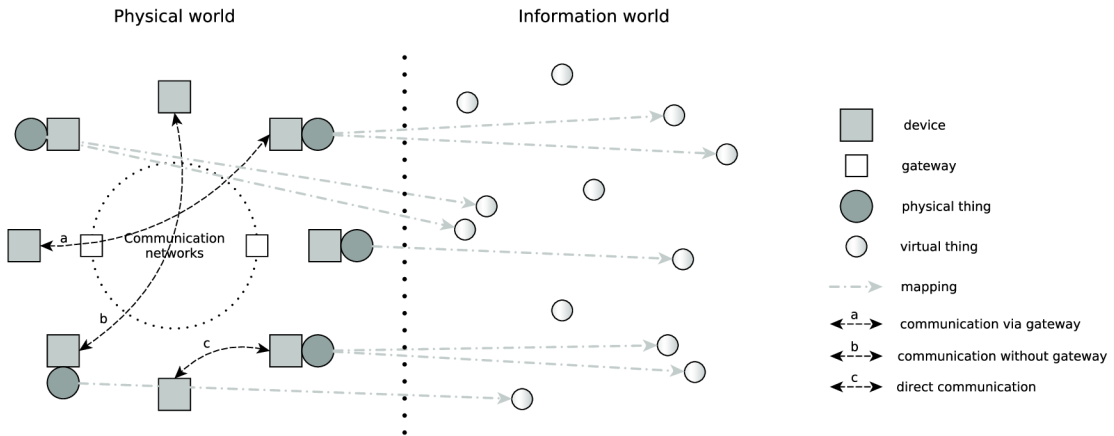 Physical world
Information world
a
Communication
networks
b
c
device
gateway
physical thing
virtual thing
mapping
a
communication via gateway
b
communication without gateway
c
direct communication